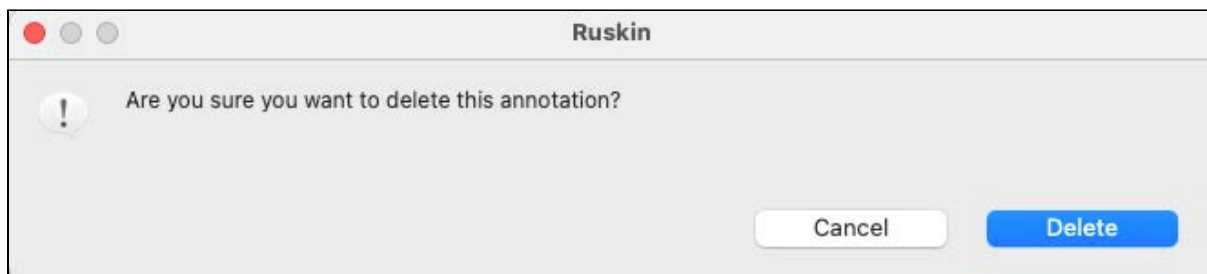 Ruskin
Are you sure you want to delete this annotation?
!
Cancel
Delete